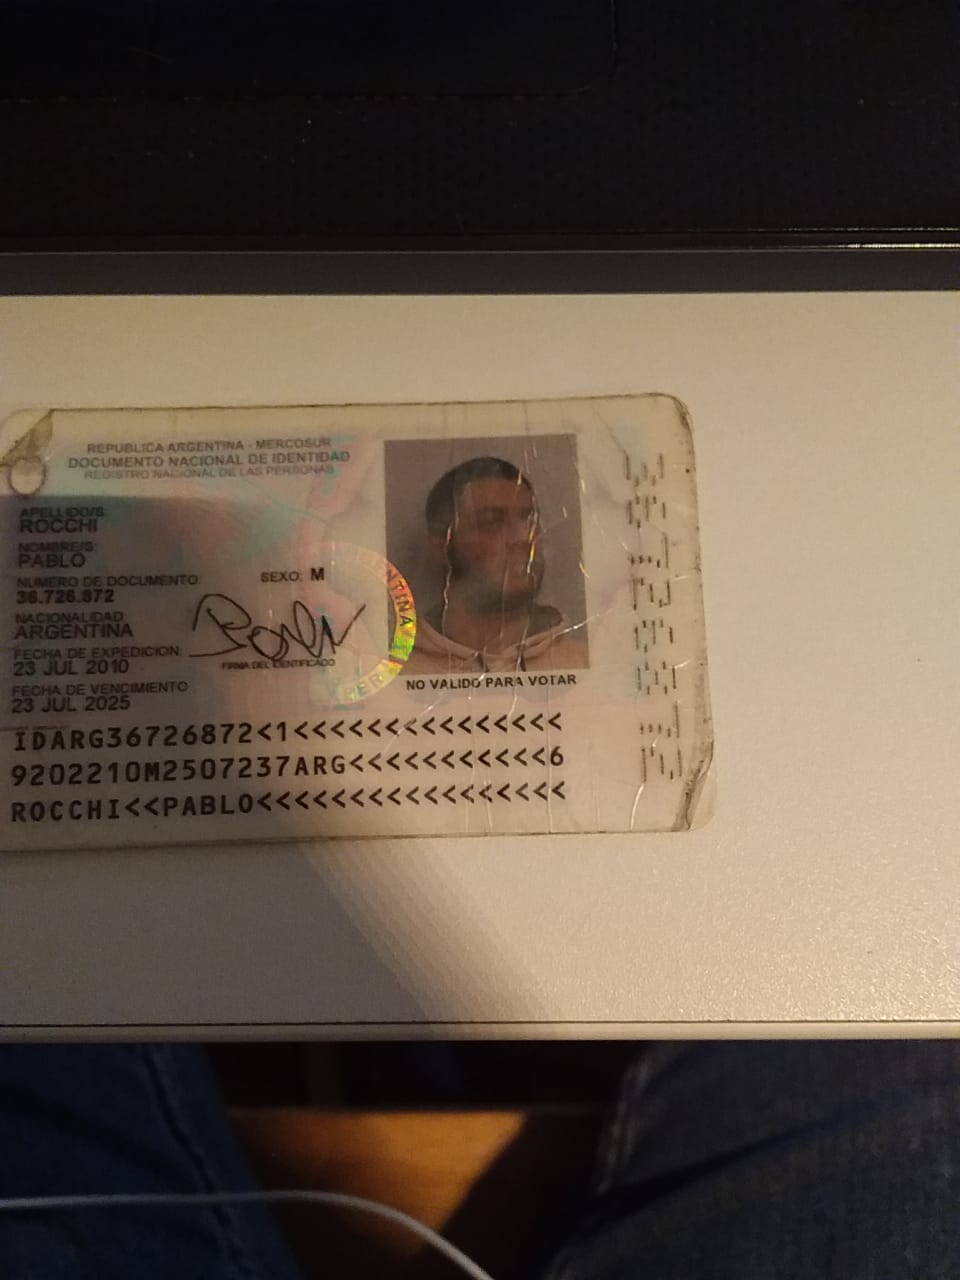 REPUBLICA ARGENTINA - MERCOSUR
DOCUMENTO NACIONAL DE IDENTIDAD
REGISTRO NACIONAL DE LAS PERSONAS
APELLIDO/S:
ROCCHI
NOMBRE/S:
PABLO
NUMERO DE DOCUMENTO:
36.726.872
SEXO: M
NACIONALIDAD
ARGENTINA
FECHA DE EXPEDICION:
23 JUL 2010
FECHA DE VENCIMIENTO
23 JUL 2025
FIRMA DEL IDENTIFICADO
NO VALIDO PARA VOTAR
IDARG36726872<1<<<<<<<<<<<<<<<
9202210M2507237ARG<<<<<<<<<<<6
ROCCHI<<PABLO<<<<<<<<<<<<<<<<<